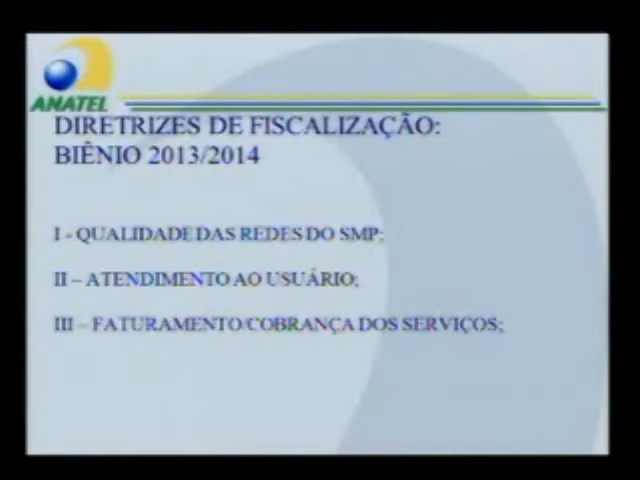 ANATEL
DIRETRIZES DE FISCALIZAÇÃO:
BIÊNIO 2013/2014
I - QUALIDADE DAS REDES DO SMP;
II – ATENDIMENTO AO USUÁRIO;
III – FATURAMENTO/COBRANÇA DOS SERVIÇOS;